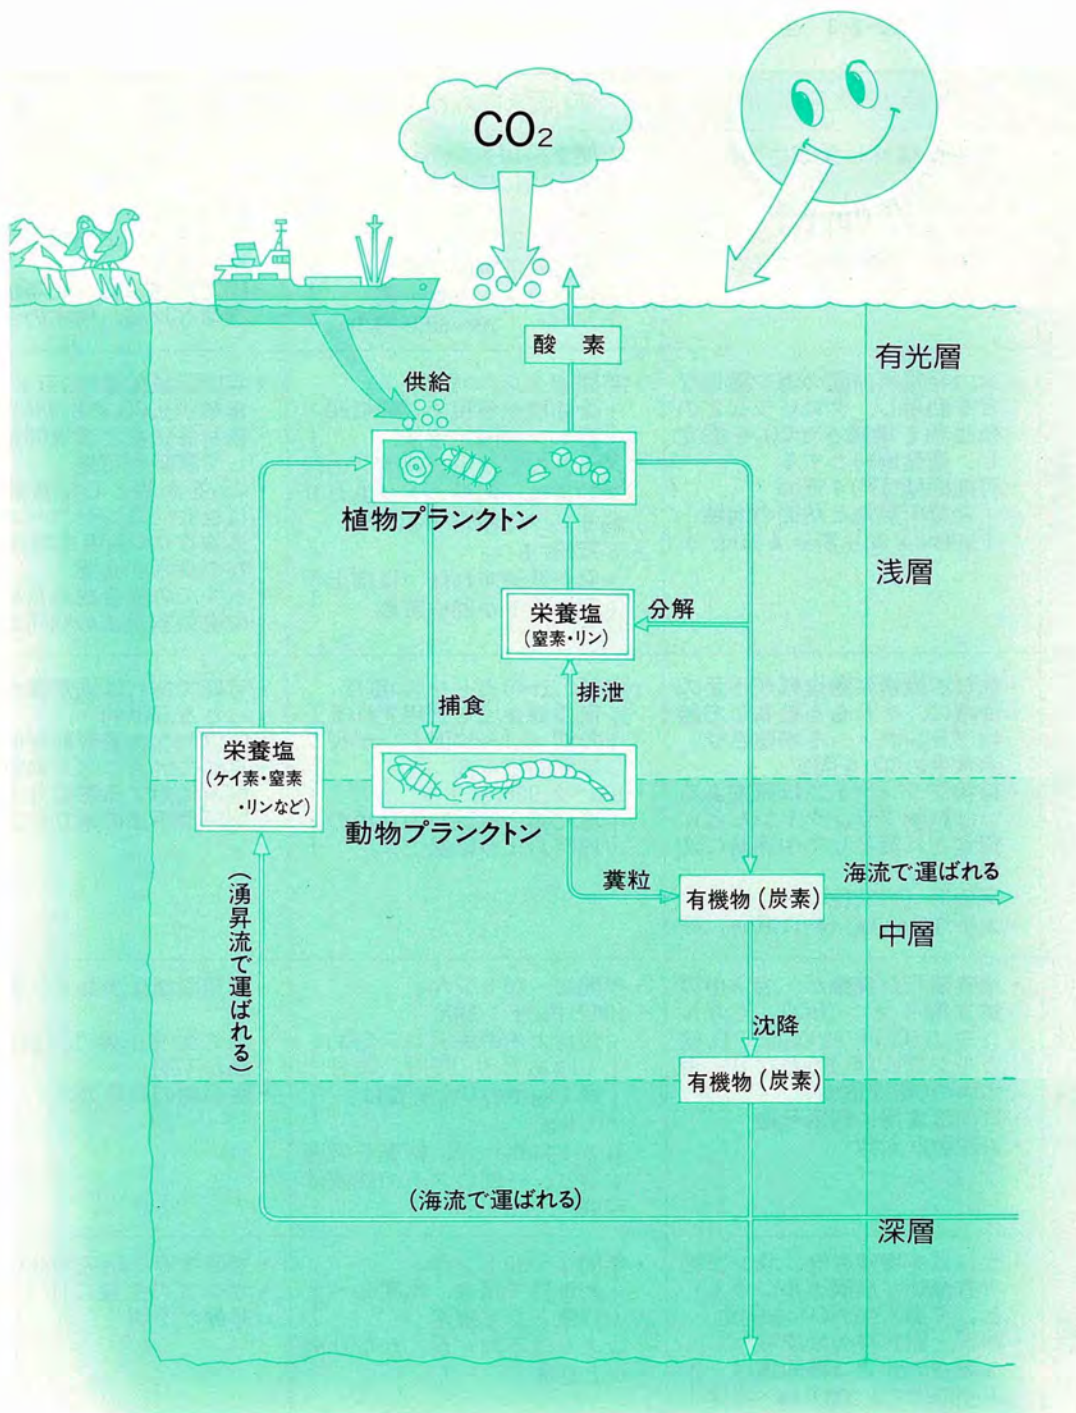 CO₂
酸素
有光層
供給
植物プランクトン
浅層
栄養塩
(窒素・リン)
分解
捕食
排泄
栄養塩
(ケイ素・窒素
・リンなど)
動物プランクトン
糞粒
有機物(炭素)
海流で運ばれる
中層
(湧昇流で運ばれる)
沈降
有機物(炭素)
(海流で運ばれる)
深層